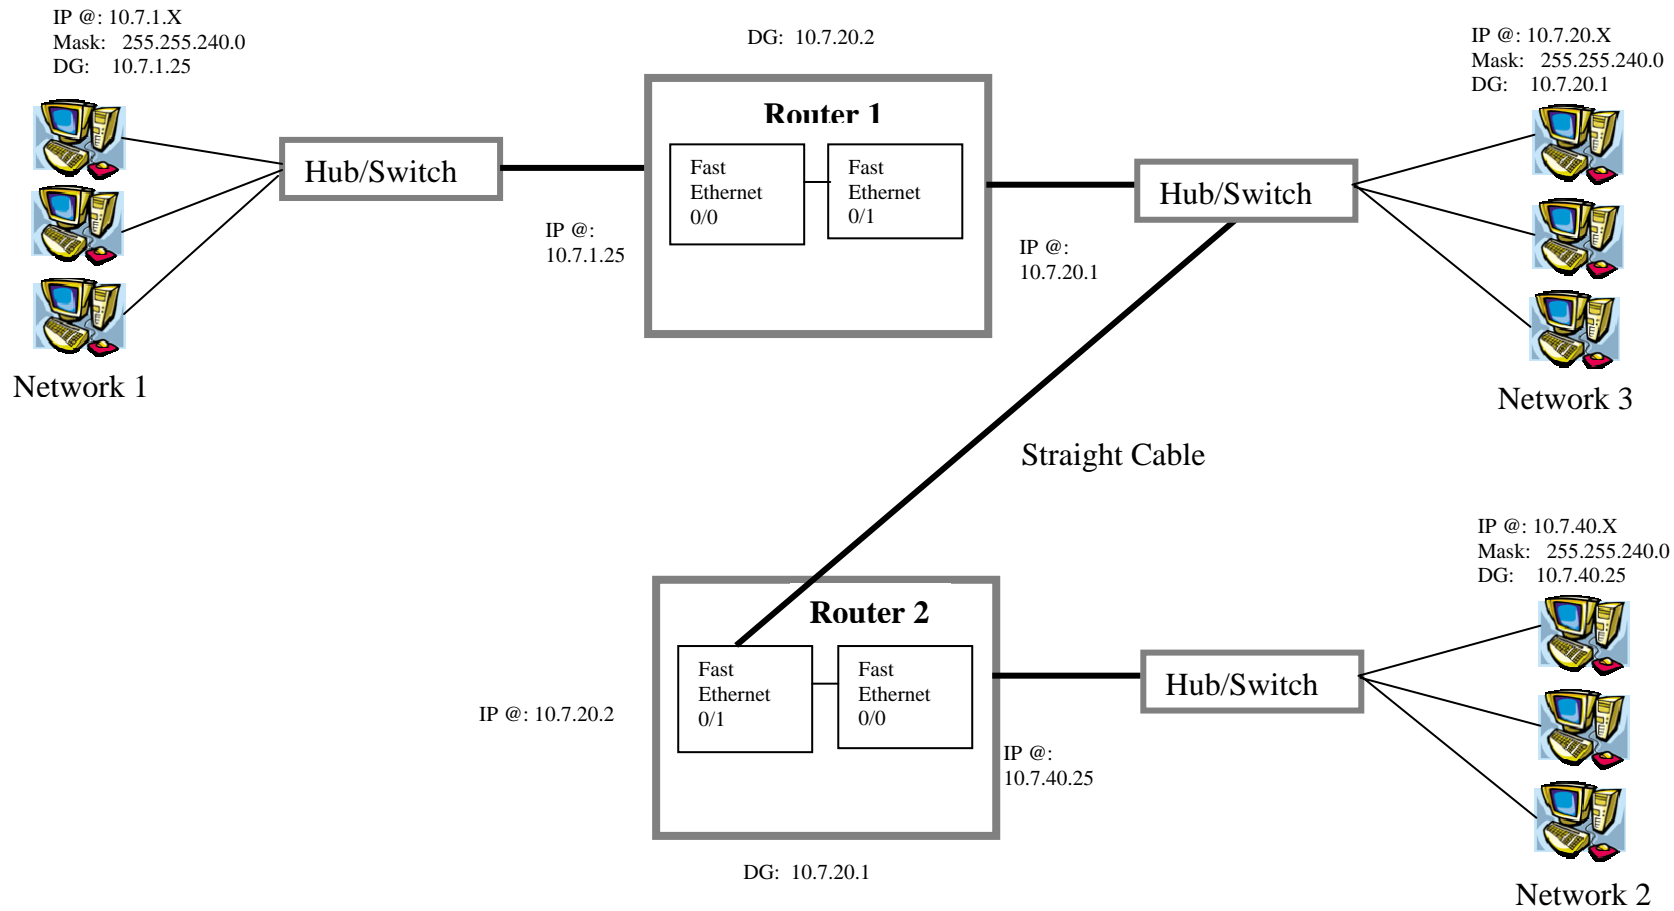 IP @: 10.7.1.X
Mask: 255.255.240.0
DG: 10.7.1.25
DG: 10.7.20.2
IP @: 10.7.20.X
Mask: 255.255.240.0
DG: 10.7.20.1
Router 1
Hub/Switch
Fast
Ethernet
0/0
Fast
Ethernet
0/1
Hub/Switch
IP @:
10.7.1.25
IP @:
10.7.20.1
Network 1
Network 3
Straight Cable
IP @: 10.7.40.X
Mask: 255.255.240.0
DG: 10.7.40.25
Router 2
Fast
Ethernet
0/1
Fast
Ethernet
0/0
Hub/Switch
IP @: 10.7.20.2
IP @:
10.7.40.25
DG: 10.7.20.1
Network 2